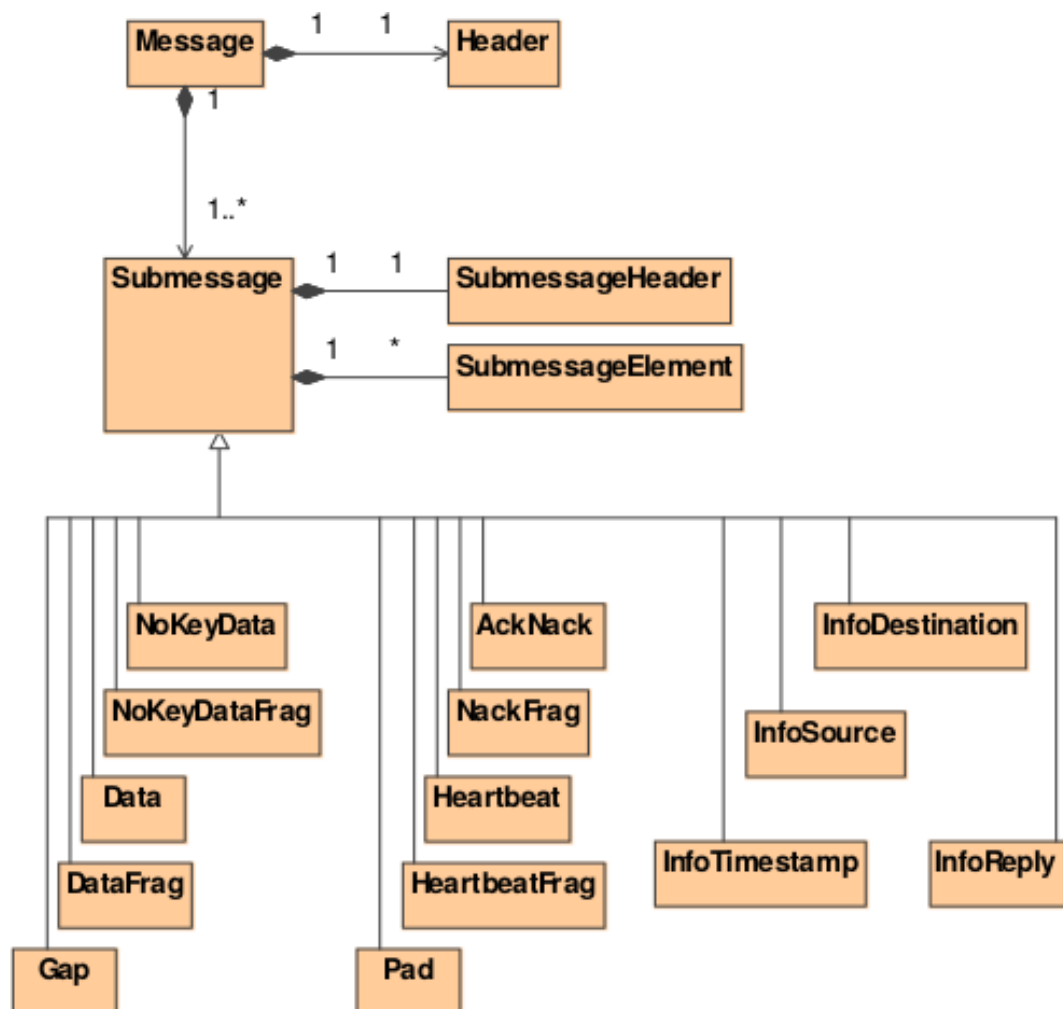 Message
1
1
Header
1
1..*
Submessage
1
1
SubmessageHeader
1
*
SubmessageElement
NoKeyData
AckNack
InfoDestination
NoKeyDataFrag
NackFrag
InfoSource
Data
Heartbeat
InfoTimestamp
InfoReply
DataFrag
HeartbeatFrag
Gap
Pad